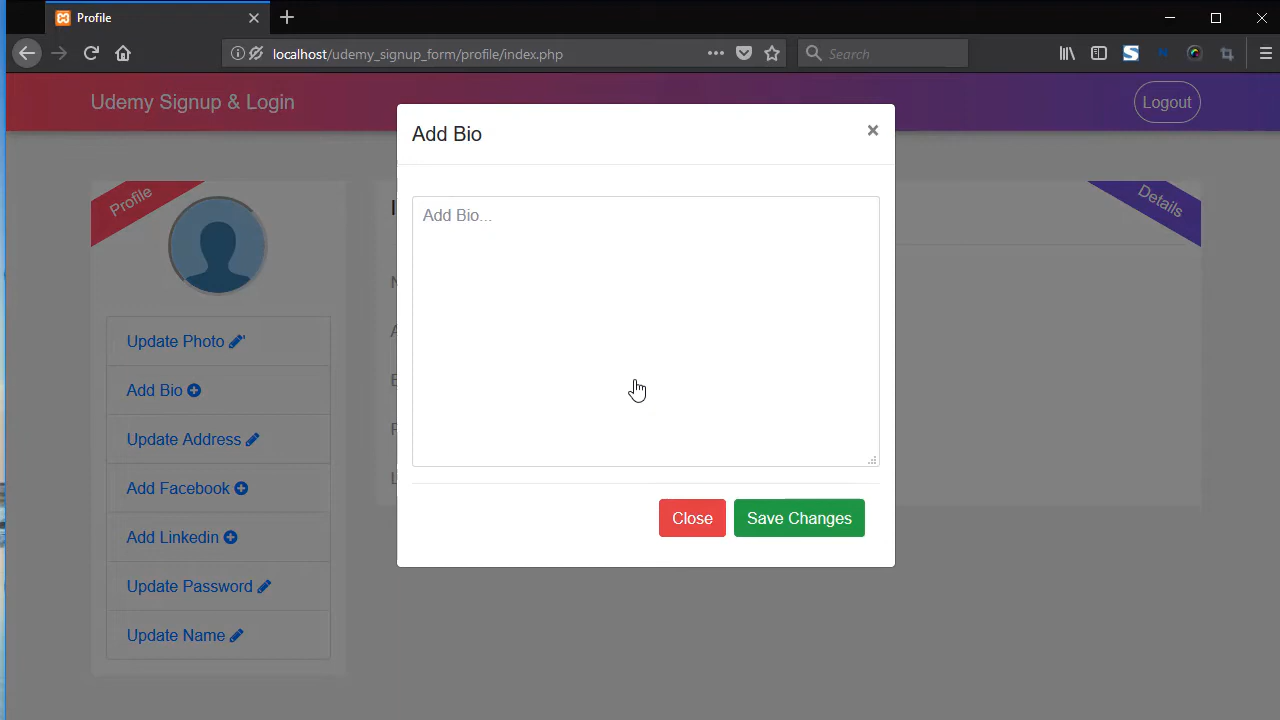 Profile
localhost/udemy_signup_form/profile/index.php
Search
Udemy Signup & Login
Logout
Add Bio
×
Profile
Details
Add Bio...
Update Photo
Add Bio
Update Address
Add Facebook
Add Linkedin
Update Password
Update Name
Close
Save Changes